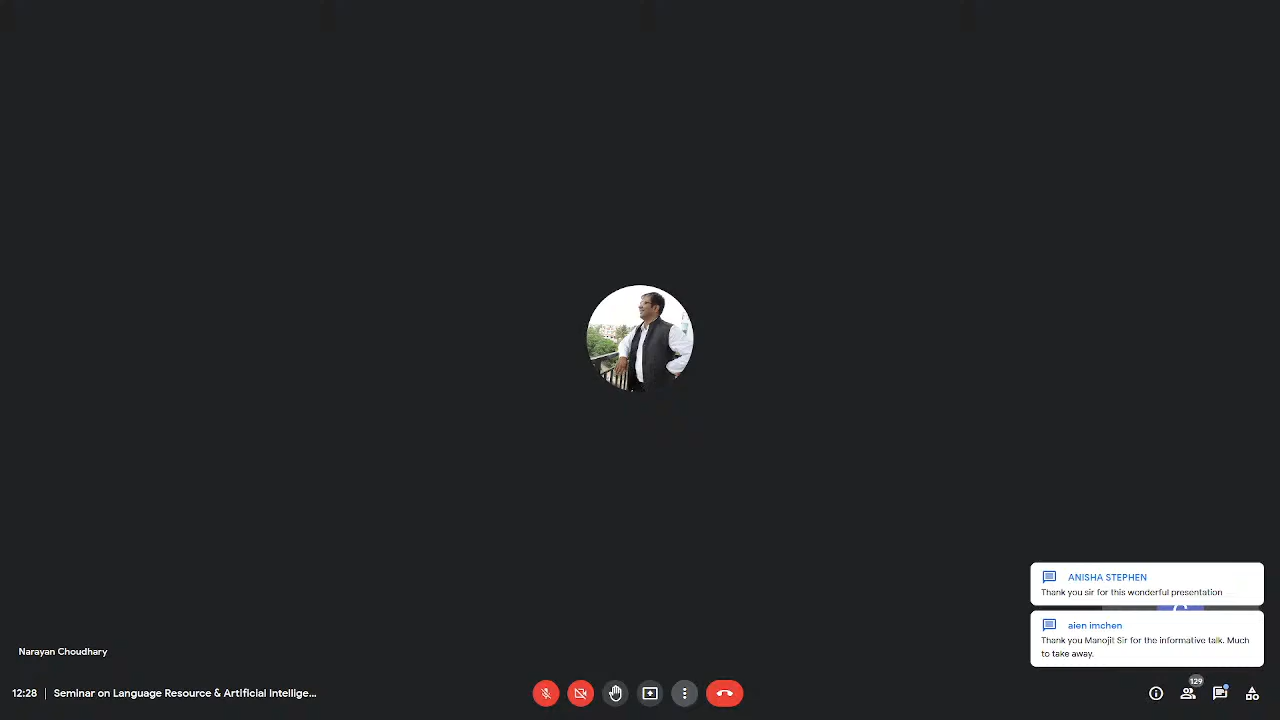 ANISHA STEPHEN
Thank you sir for this wonderful presentation
aien imchen
Thank you Manojit Sir for the informative talk. Much
to take away.
Narayan Choudhary
12:28 | Seminar on Language Resource & Artificial Intellige...
129